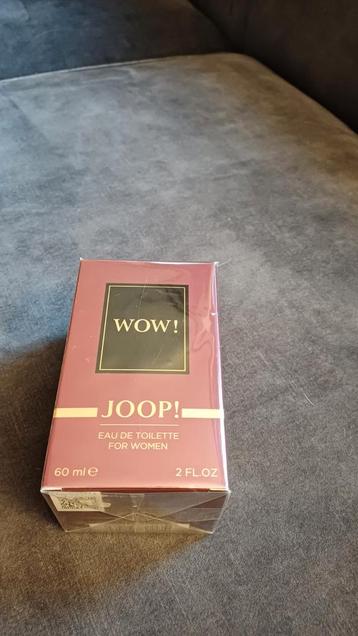 WOW!
JOOP!
EAU DE TOILETTE
FOR WOMEN
60 ml ℮ 2 FL.OZ